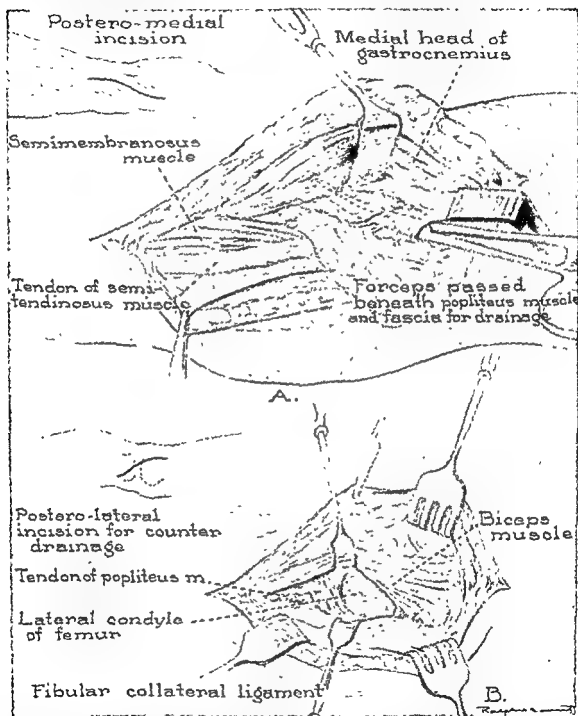 Postero-medial
incision
Medial head of
gastrocnemius
Semimembranosus
muscle
Tendon of semi-
tendinosus muscle
Forceps passed
beneath popliteus muscle
and fascia for drainage
A.
Postero-lateral
incision for counter
drainage
Biceps
muscle
Tendon of popliteus m.
Lateral condyle
of femur
Fibular collateral ligament
B.